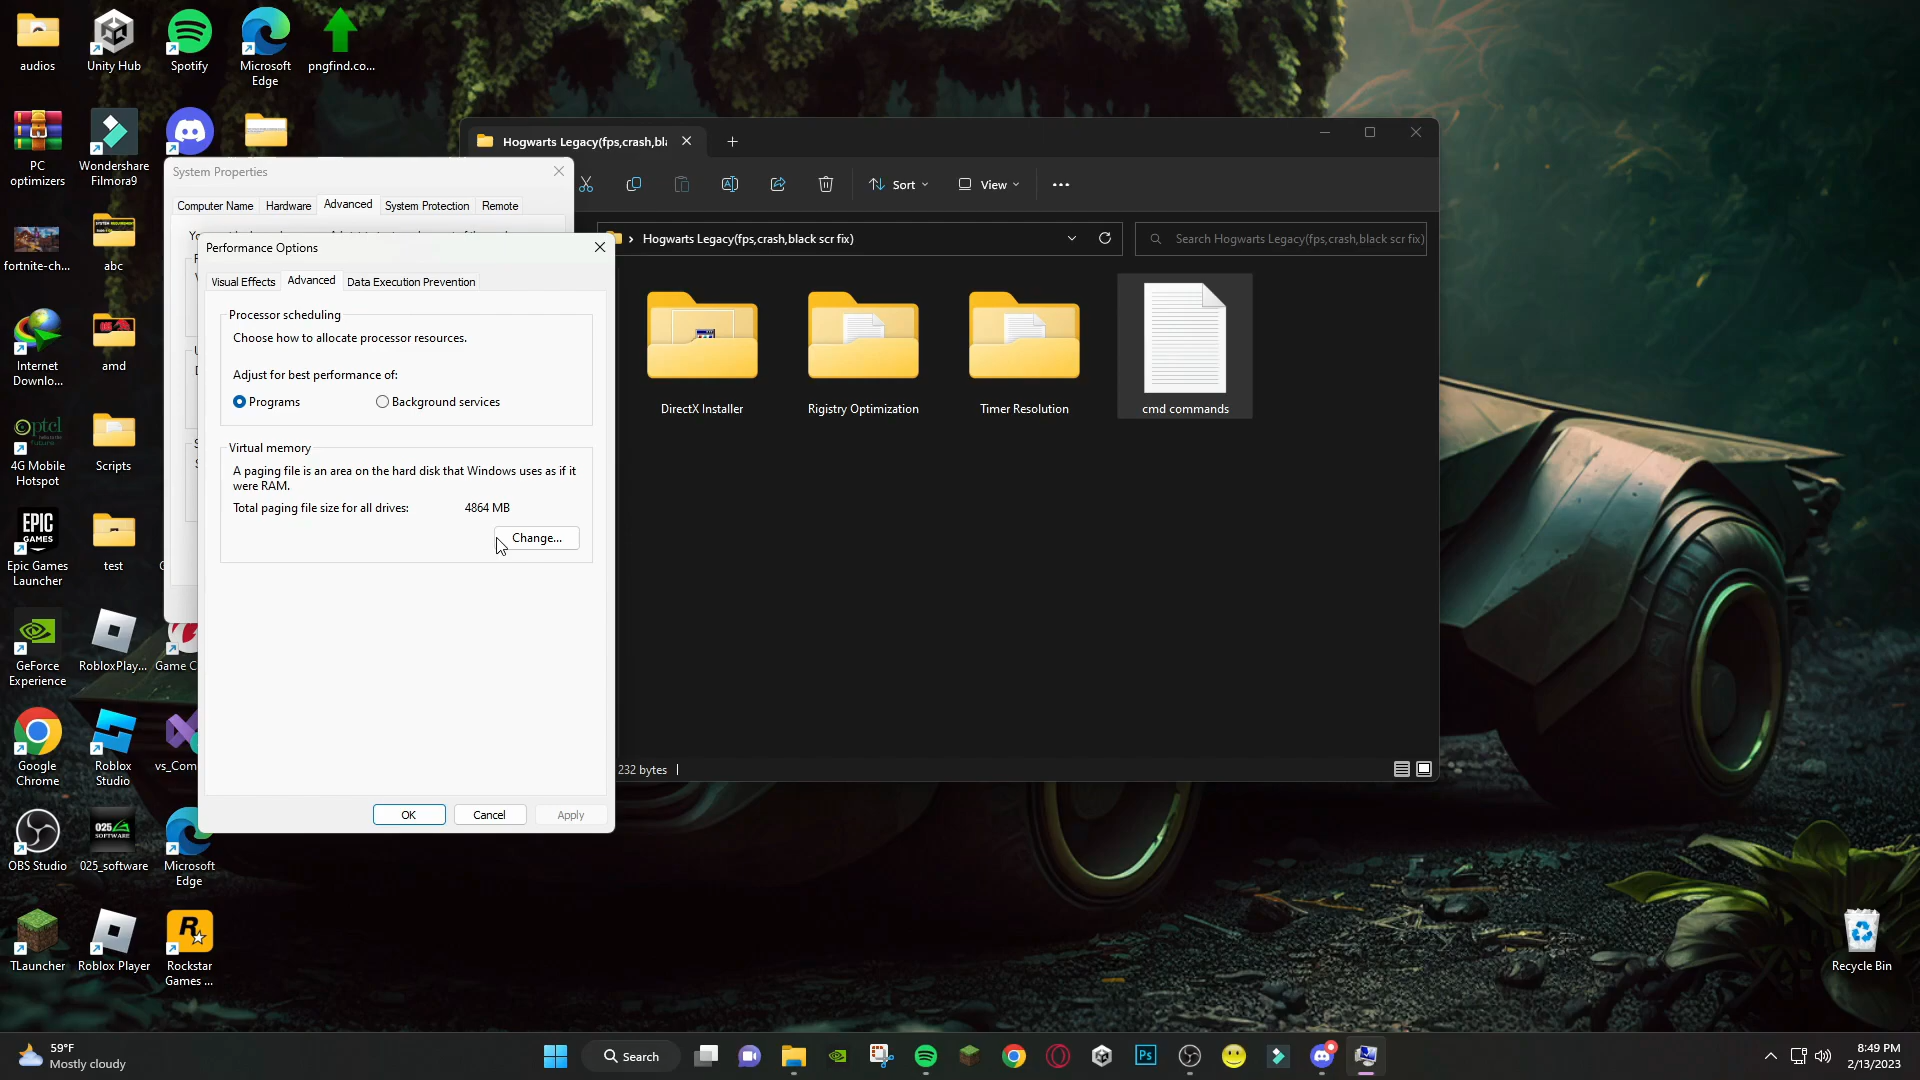 audios
Unity Hub
Spotify
Microsoft
Edge
pngfind.co...
PC
optimizers
Wondershare
Filmora9
fortnite-ch...
abc
Internet
Downlo...
amd
4G Mobile
Hotspot
Scripts
EPIC
GAMES
Epic Games
Launcher
test
GeForce
Experience
RobloxPlay...
Game C
Google
Chrome
Roblox
Studio
vs_Com
OBS Studio
025
SOFTWARE
025_software
Microsoft
Edge
TLauncher
Roblox Player
Rockstar
Games ...
Recycle Bin
System Properties
Computer Name
Hardware
Advanced
System Protection
Remote
Performance Options
Visual Effects
Advanced
Data Execution Prevention
Processor scheduling
Choose how to allocate processor resources.
Adjust for best performance of:
Programs
Background services
Virtual memory
A paging file is an area on the hard disk that Windows uses as if it
were RAM.
Total paging file size for all drives:
4864 MB
Change...
OK
Cancel
Apply
Hogwarts Legacy(fps,crash,bl
Sort
View
Hogwarts Legacy(fps,crash,black scr fix)
Search Hogwarts Legacy(fps,crash,black scr fix)
DirectX Installer
Rigistry Optimization
Timer Resolution
cmd commands
232 bytes
59°F
Mostly cloudy
Search
Ps
8:49 PM
2/13/2023